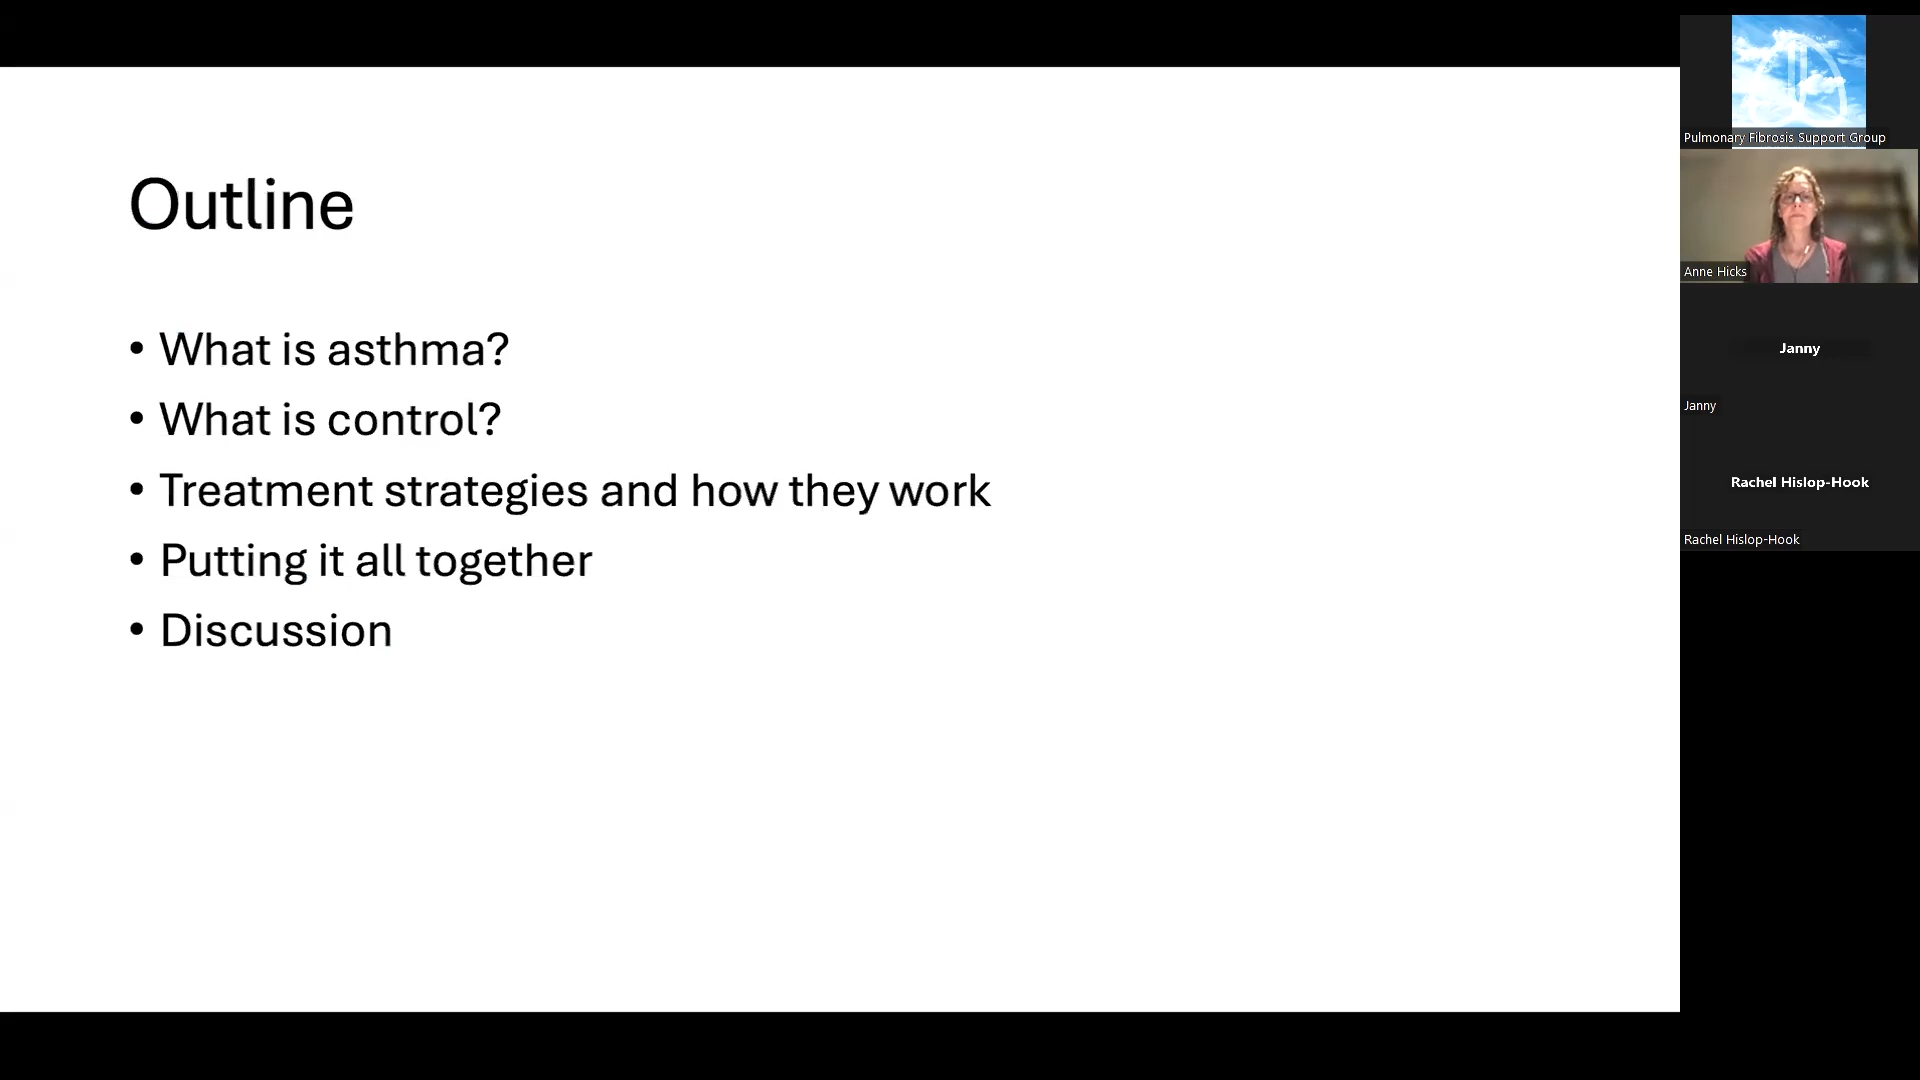 Outline
• What is asthma?
• What is control?
• Treatment strategies and how they work
• Putting it all together
• Discussion
Pulmonary Fibrosis Support Group
Anne Hicks
Janny
Janny
Rachel Hislop-Hook
Rachel Hislop-Hook